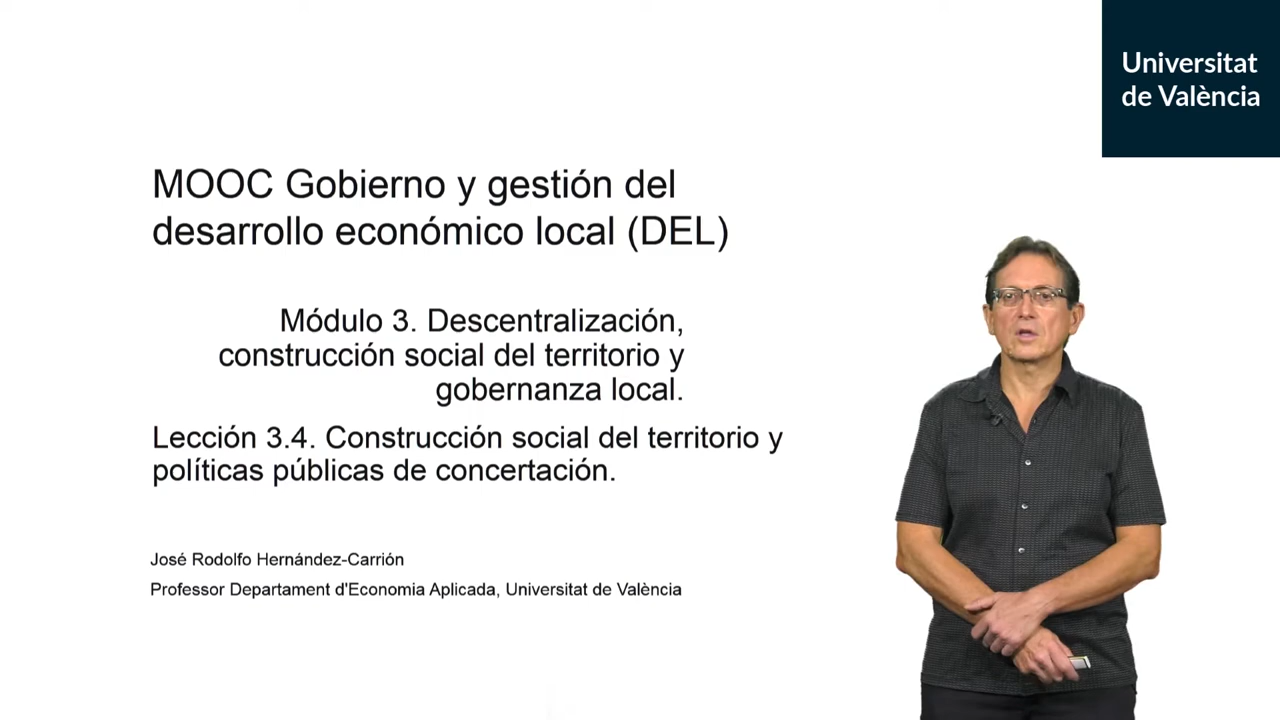 Universitat
de València
MOOC Gobierno y gestión del
desarrollo económico local (DEL)
Módulo 3. Descentralización,
construcción social del territorio y
gobernanza local.
Lección 3.4. Construcción social del territorio y
políticas públicas de concertación.
José Rodolfo Hernández-Carrión
Professor Departament d'Economia Aplicada, Universitat de València